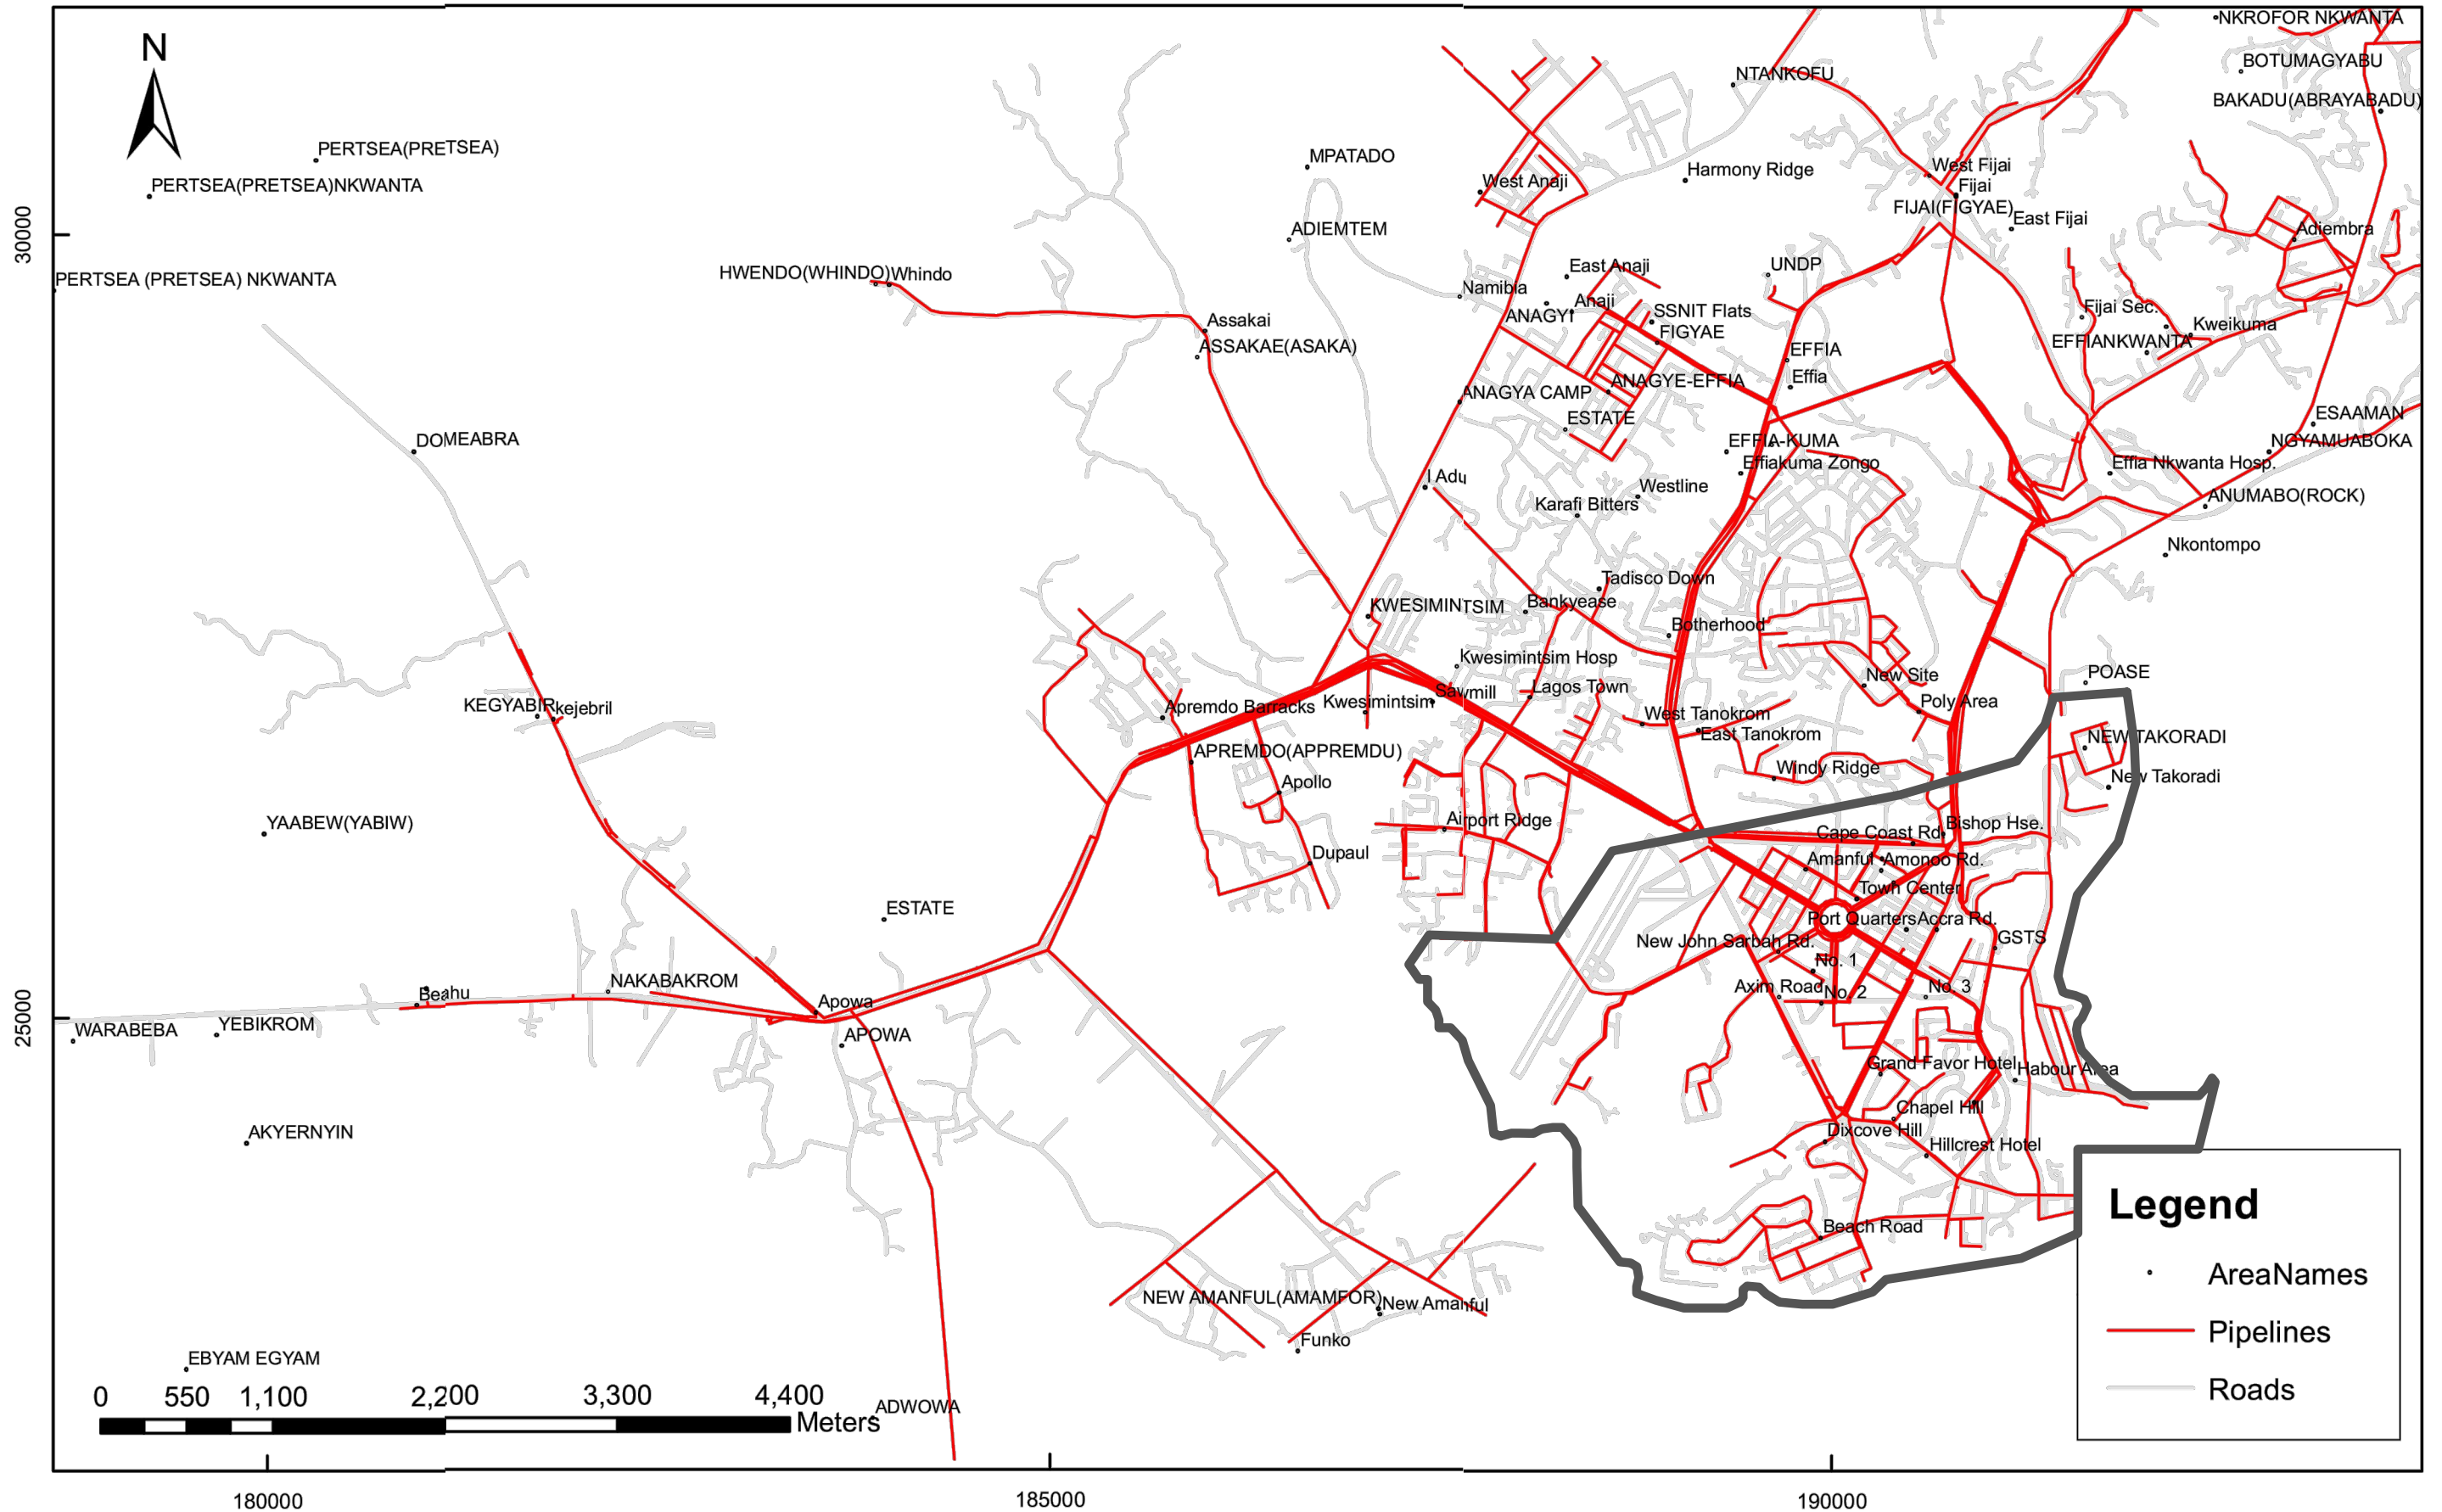 NKROFOR NKWANTA
N
BOTUMAGYABU
NTANKOFU
BAKADU(ABRAYABADU)
PERTSEA(PRETSEA)
MPATADO
West Fijai
Harmony Ridge
West Anaji
PERTSEA(PRETSEA)NKWANTA
Fijai
FIJAI(FIGYAE)
East Fijai
30000
ADIEMTEM
Adiembra
East Anaji
UNDP
HWENDO(WHINDO)
Whindo
PERTSEA (PRETSEA) NKWANTA
Namibia
Anaji
Fijai Sec.
SSNIT Flats
ANAGYI
Assakai
Kweikuma
FIGYAE
EFFIANKWANTA
ASSAKAE(ASAKA)
EFFIA
Effia
ANAGYE-EFFIA
ANAGYA CAMP
ESAAMAN
ESTATE
DOMEABRA
EFFIA-KUMA
NGYAMUABOKA
Effiakuma Zongo
Effia Nkwanta Hosp.
I Adu
Westline
ANUMABO(ROCK)
Karafi Bitters
Nkontompo
Tadisco Down
Bankyease
KWESIMINTSIM
Botherhood
Kwesimintsim Hosp
POASE
New Site
Lagos Town
Sawmill
Poly Area
Kwesimintsim
KEGYABIR
kejebril
Apremdo Barracks
West Tanokrom
East Tanokrom
NEW TAKORADI
APREMDO(APPREMDU)
Windy Ridge
New Takoradi
Apollo
Airport Ridge
YAABEW(YABIW)
Bishop Hse.
Cape Coast Rd.
Dupaul
Amanful
Amonoo Rd.
Town Center
ESTATE
Port Quarters
Accra Rd.
GSTS
New John Sarbah Rd.
No. 1
NAKABAKROM
Axim Road
No. 2
No. 3
Beahu
Apowa
25000
WARABEBA
YEBIKROM
APOWA
Grand Favor Hotel
Habour Area
Chapel Hill
AKYERNYIN
Dixcove Hill
Hillcrest Hotel
Legend
Beach Road
AreaNames
NEW AMANFUL(AMAMFOR)
New Amanful
Pipelines
Funko
EBYAM EGYAM
Roads
0 550 1,100 2,200 3,300 4,400
Meters
ADWOWA
180000
185000
190000